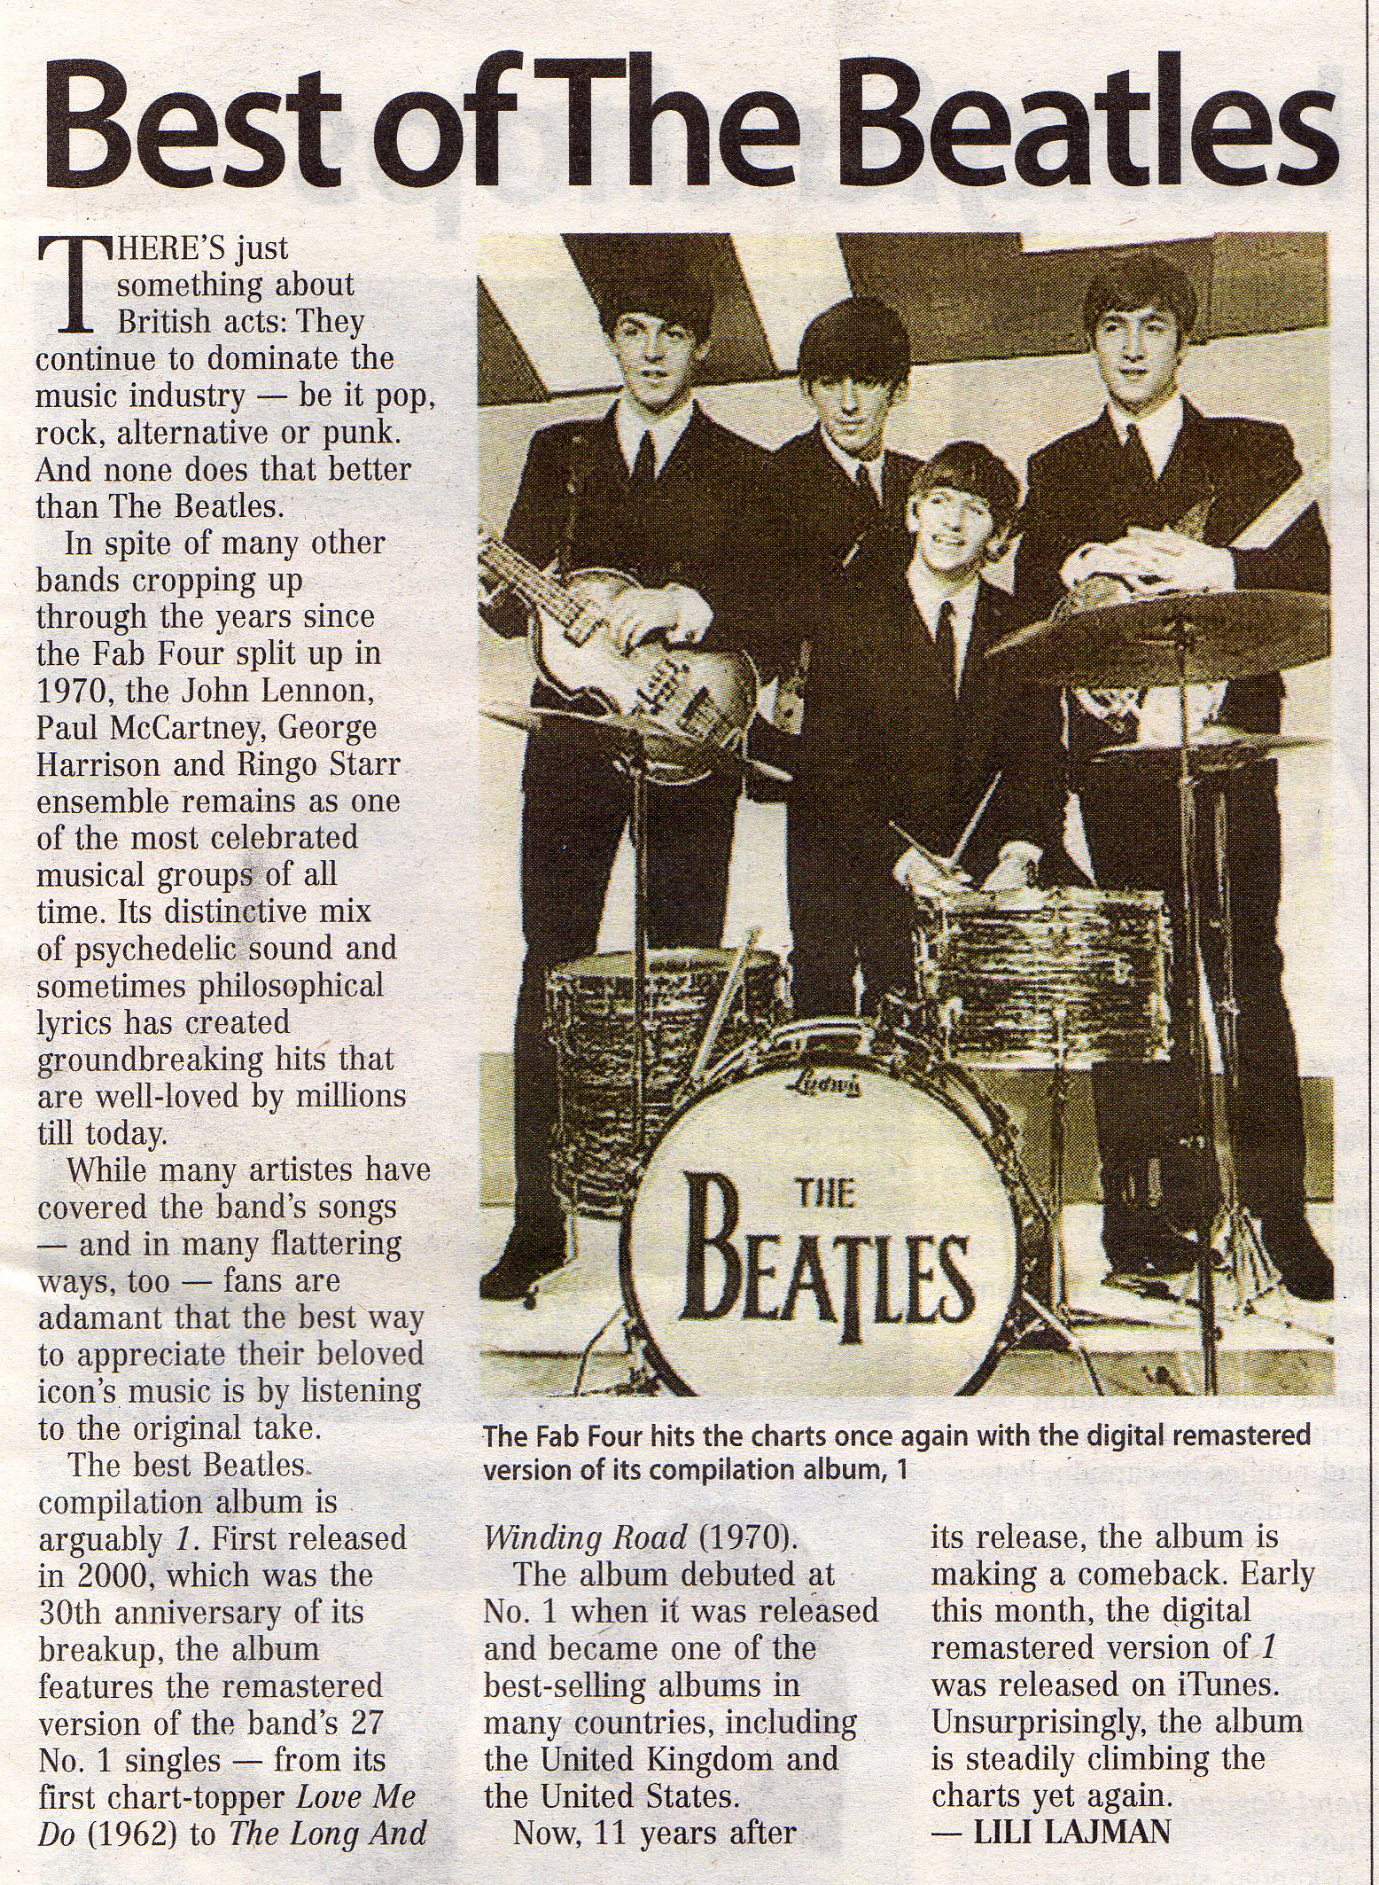 Best of The Beatles
THERE'S just
something about
British acts: They
continue to dominate the
music industry — be it pop,
rock, alternative or punk.
And none does that better
than The Beatles.
In spite of many other
bands cropping up
through the years since
the Fab Four split up in
1970, the John Lennon,
Paul McCartney, George
Harrison and Ringo Starr
ensemble remains as one
of the most celebrated
musical groups of all
time. Its distinctive mix
of psychedelic sound and
sometimes philosophical
lyrics has created
groundbreaking hits that
are well-loved by millions
till today.
While many artistes have
covered the band's songs
— and in many flattering
ways, too — fans are
adamant that the best way
to appreciate their beloved
icon's music is by listening
to the original take.
The best Beatles
compilation album is
arguably 1. First released
in 2000, which was the
30th anniversary of its
breakup, the album
features the remastered
version of the band's 27
No. 1 singles — from its
first chart-topper Love Me
Do (1962) to The Long And
Ludwig
THE
BEATLES
The Fab Four hits the charts once again with the digital remastered
version of its compilation album, 1
Winding Road (1970).
The album debuted at
No. 1 when it was released
and became one of the
best-selling albums in
many countries, including
the United Kingdom and
the United States.
Now, 11 years after
its release, the album is
making a comeback. Early
this month, the digital
remastered version of 1
was released on iTunes.
Unsurprisingly, the album
is steadily climbing the
charts yet again.
— LILI LAJMAN